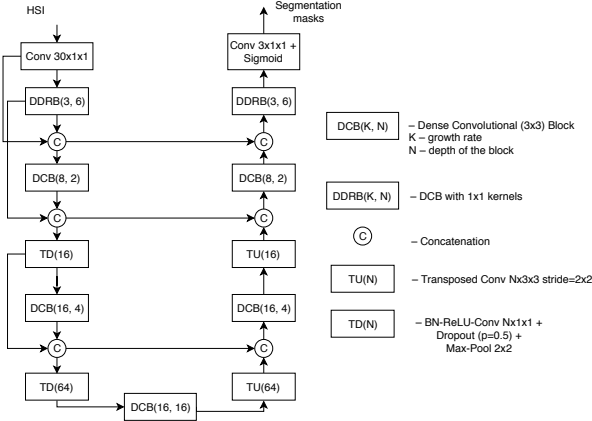 HSI
Conv 30x1x1
DDRB(3, 6)
C
DCB(8, 2)
C
TD(16)
DCB(16, 4)
C
TD(64)
DCB(16, 16)
TU(64)
C
DCB(16, 4)
TU(16)
C
DCB(8, 2)
C
DDRB(3, 6)
Conv 3x1x1 +
Sigmoid
Segmentation
masks
DCB(K, N)
– Dense Convolutional (3x3) Block
K – growth rate
N – depth of the block
DDRB(K, N)
– DCB with 1x1 kernels
C
– Concatenation
TU(N)
– Transposed Conv Nx3x3 stride=2x2
TD(N)
– BN-ReLU-Conv Nx1x1 +
Dropout (p=0.5) +
Max-Pool 2x2